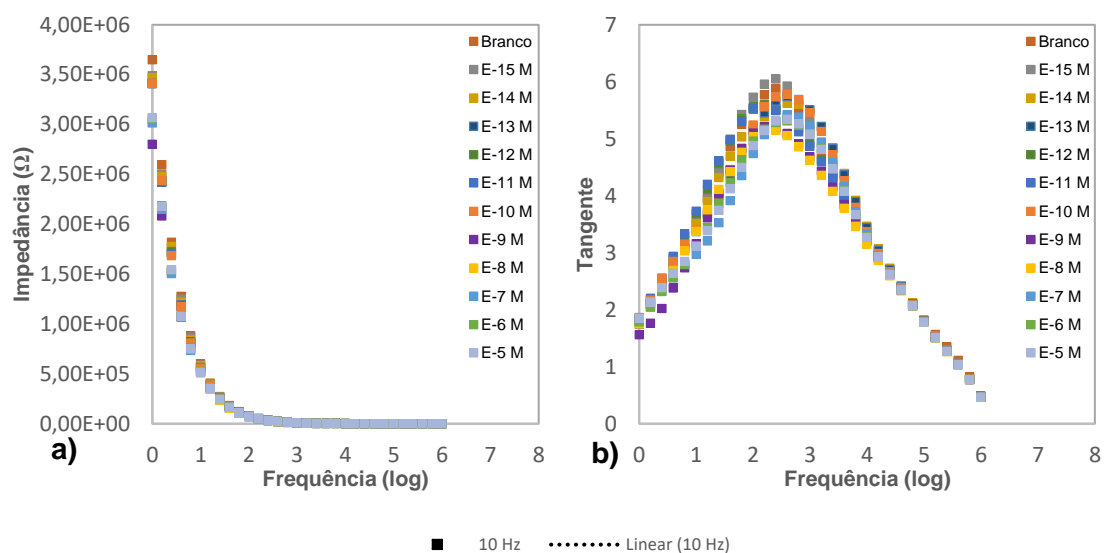 4,00E+06
3,50E+06
3,00E+06
2,50E+06
2,00E+06
1,50E+06
1,00E+06
5,00E+05
0,00E+00
Impedância (Ω)
0 1 2 3 4 5 6 7 8
Frequência (log)
a)
Branco
E-15 M
E-14 M
E-13 M
E-12 M
E-11 M
E-10 M
E-9 M
E-8 M
E-7 M
E-6 M
E-5 M
7
6
5
4
3
2
1
0
Tangente
0 1 2 3 4 5 6 7 8
Frequência (log)
b)
Branco
E-15 M
E-14 M
E-13 M
E-12 M
E-11 M
E-10 M
E-9 M
E-8 M
E-7 M
E-6 M
E-5 M
10 Hz Linear (10 Hz)